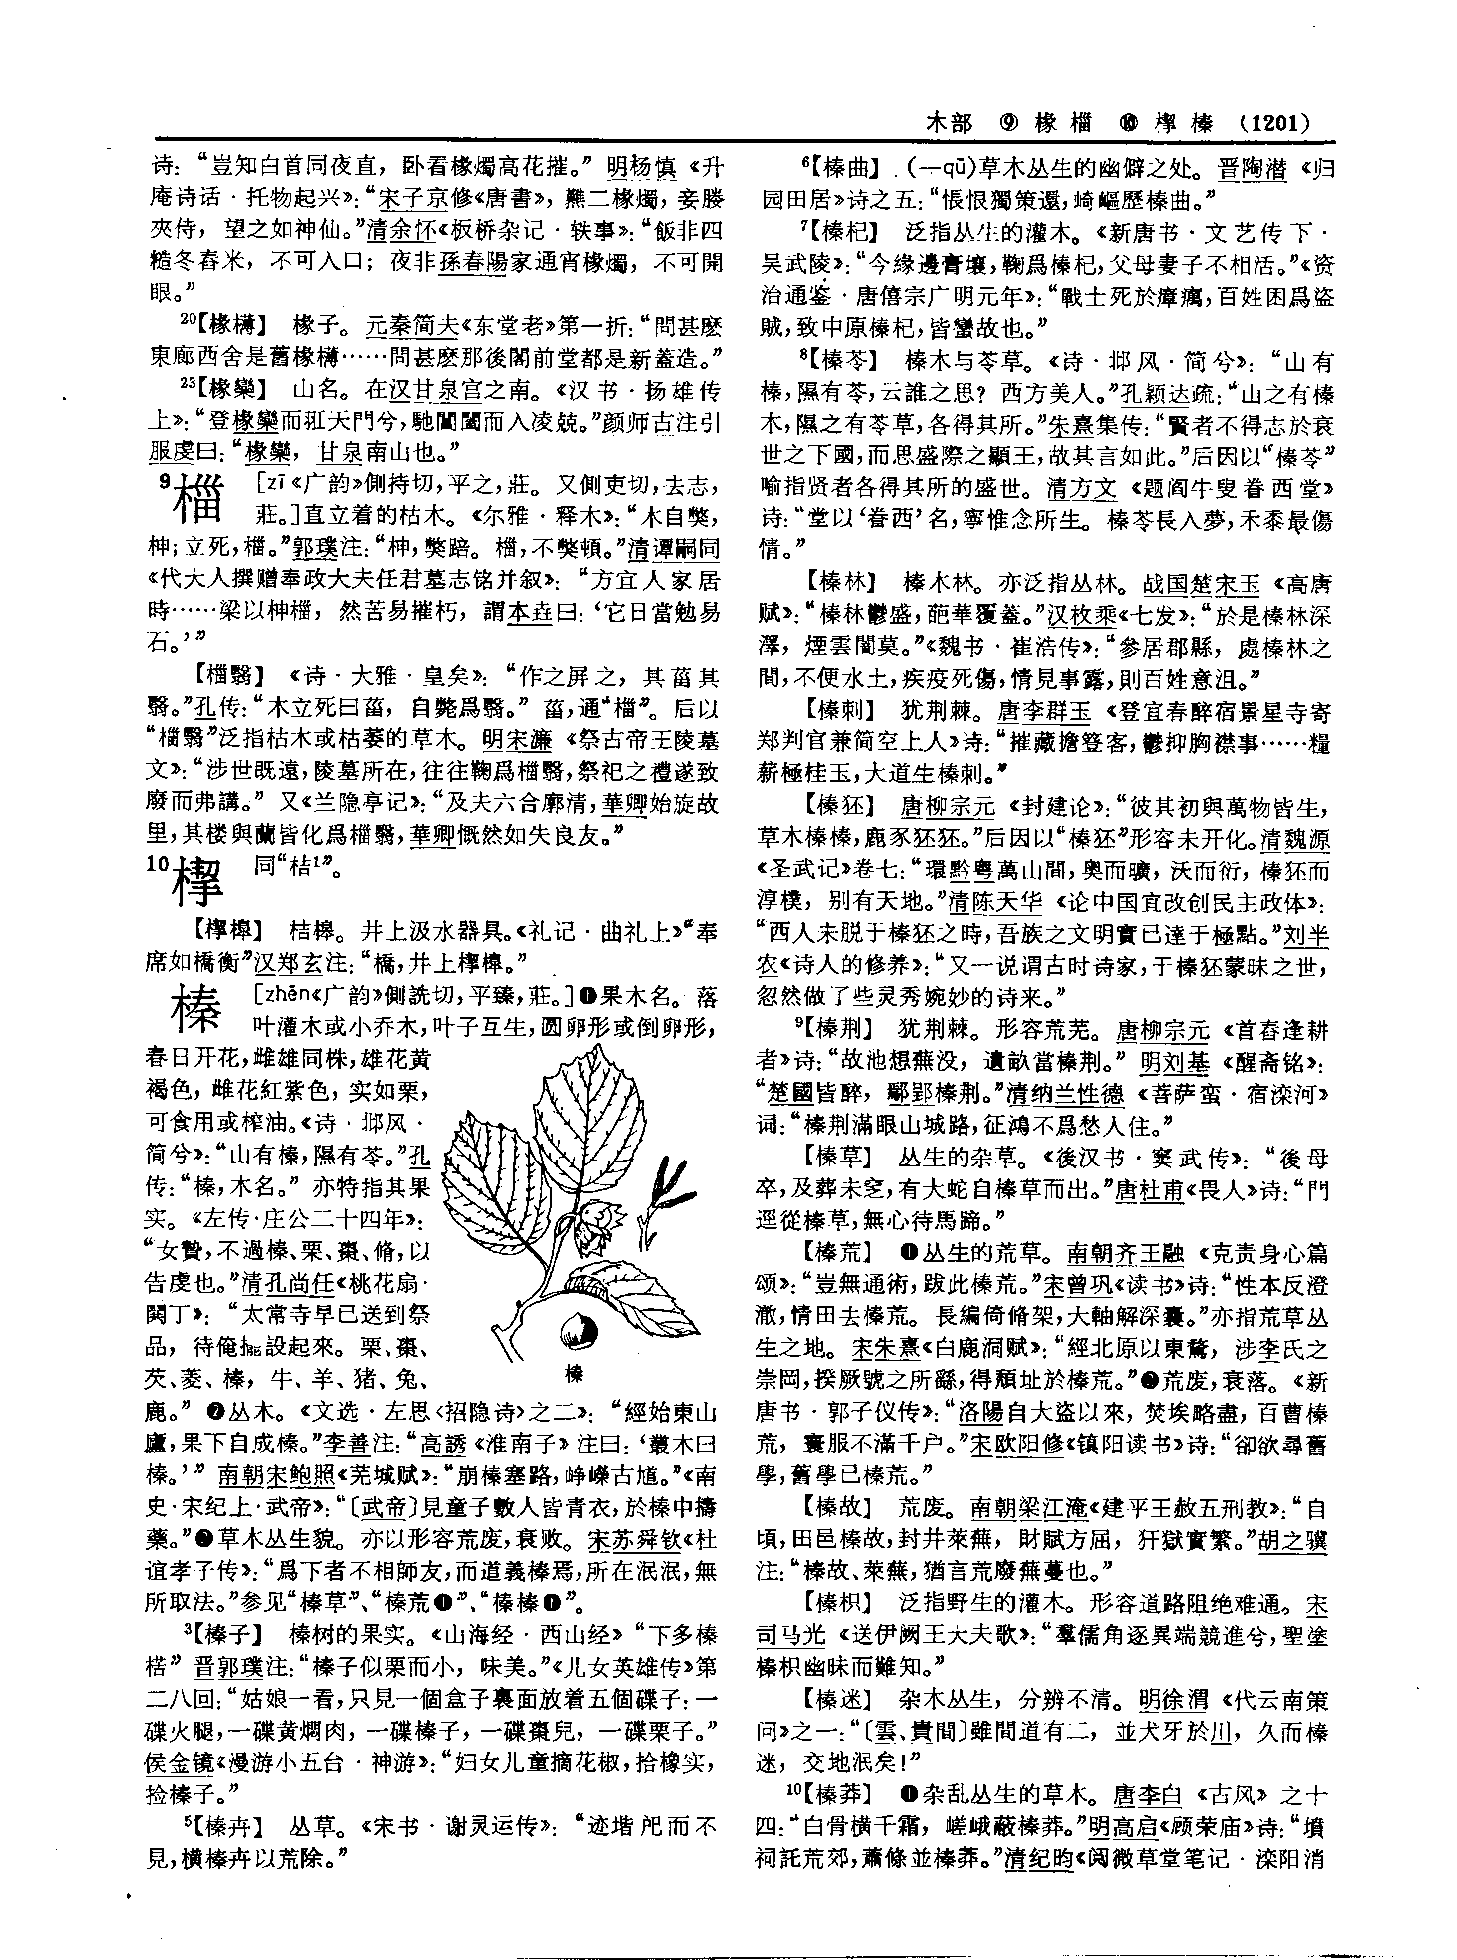 木部 ⑨ 椽 椔 ⑩ 㮮 榛 (1201)
诗：“豈知白首同夜直，卧看椽燭高花摧。”明杨慎《升
庵诗话·托物起兴》：“宋子京修《唐書》，爇二椽燭，妾媵
夾侍，望之如神仙。”清余怀《板桥杂记·轶事》：“飯非四
糙冬舂米，不可入口；夜非孫春陽家通宵椽燭，不可開
眼。”
20【椽欂】 椽子。元秦简夫《东堂老》第一折：“問甚麽
東廊西舍是舊椽欂……問甚麽那後閣前堂都是新蓋造。”
23【椽欒】 山名。在汉甘泉宫之南。《汉书·扬雄传
上》：“登椽欒而羾天門兮，馳閶闔而入凌兢。”颜师古注引
服虔曰：“椽欒，甘泉南山也。”
9椔 [zī《广韵》側持切，平之，莊。又側吏切，去志，
莊。]直立着的枯木。《尔雅·释木》：“木自獘，
柛；立死，椔。”郭璞注：“柛，獘踣。椔，不獘頓。”清谭嗣同
《代大人撰赠奉政大夫任君墓志铭并叙》：“方宜人家居
時……梁以柛椔，然苦易摧朽，謂本垚曰：‘它日當勉易
石。’”
【椔翳】 《诗·大雅·皇矣》：“作之屏之，其菑其
翳。”孔传：“木立死曰菑，自斃爲翳。”菑，通“椔”。后以
“椔翳”泛指枯木或枯萎的草木。明宋濂《祭古帝王陵墓
文》：“涉世既遠，陵墓所在，往往鞠爲椔翳，祭祀之禮遂致
廢而弗講。”又《兰隐亭记》：“及夫六合廓清，華卿始旋故
里，其楼與蘭皆化爲椔翳，華卿慨然如失良友。”
10㮮 同“桔1”。
【㮮槔】 桔槔。井上汲水器具。《礼记·曲礼上》“奉
席如橋衡”汉郑玄注：“橋，井上㮮槔。”
榛 [zhēn《广韵》側詵切，平臻，莊。]❶果木名。落
叶灌木或小乔木，叶子互生，圆卵形或倒卵形，
春日开花，雌雄同株，雄花黄
褐色，雌花紅紫色，实如栗，
可食用或榨油。《诗·邶风·
简兮》：“山有榛，隰有苓。”孔
传：“榛，木名。”亦特指其果
实。《左传·庄公二十四年》：
“女贄，不過榛、栗、棗、脩，以
告虔也。”清孔尚任《桃花扇·
鬨丁》：“太常寺早已送到祭
品，待俺擺設起來。栗、棗、
芡、菱、榛，牛、羊、猪、兔、
鹿。”❷丛木。《文选·左思〈招隐诗〉之二》：“經始東山
廬，果下自成榛。”李善注：“高誘《淮南子》注曰：‘叢木曰
榛。’”南朝宋鲍照《芜城赋》：“崩榛塞路，崢嶸古馗。”《南
史·宋纪上·武帝》：“〔武帝〕見童子數人皆青衣，於榛中擣
藥。”❸草木丛生貌。亦以形容荒废，衰败。宋苏舜钦《杜
谊孝子传》：“爲下者不相師友，而道義榛焉，所在泯泯，無
所取法。”参见“榛草”、“榛荒❶”、“榛榛❶”。
榛
3【榛子】 榛树的果实。《山海经·西山经》“下多榛
楛”晋郭璞注：“榛子似栗而小，味美。”《儿女英雄传》第
二八回：“姑娘一看，只見一個盒子裏面放着五個碟子：一
碟火腿，一碟黄燜肉，一碟榛子，一碟棗兒，一碟栗子。”
侯金镜《漫游小五台·神游》：“妇女儿童摘花椒，拾橡实，
捡榛子。”
5【榛卉】 丛草。《宋书·谢灵运传》：“迹堦戺而不
見，横榛卉以荒除。”
6【榛曲】 (—qū)草木丛生的幽僻之处。晋陶潜《归
园田居》诗之五：“悵恨獨策還，崎嶇歷榛曲。”
7【榛杞】 泛指丛生的灌木。《新唐书·文艺传下·
吴武陵》：“今緣邊膏壤，鞠爲榛杞，父母妻子不相活。”《资
治通鉴·唐僖宗广明元年》：“戰士死於瘴癘，百姓困爲盜
賊，致中原榛杞，皆蠻故也。”
8【榛苓】 榛木与苓草。《诗·邶风·简兮》：“山有
榛，隰有苓，云誰之思？西方美人。”孔颖达疏：“山之有榛
木，隰之有苓草，各得其所。”朱熹集传：“賢者不得志於衰
世之下國，而思盛際之顯王，故其言如此。”后因以“榛苓”
喻指贤者各得其所的盛世。清方文《题阎牛叟眷西堂》
诗：“堂以‘眷西’名，寧惟念所生。榛苓長入夢，禾黍最傷
情。”
【榛林】 榛木林。亦泛指丛林。战国楚宋玉《高唐
赋》：“榛林鬱盛，葩華覆蓋。”汉枚乘《七发》：“於是榛林深
澤，煙雲闇莫。”《魏书·崔浩传》：“參居郡縣，處榛林之
間，不便水土，疾疫死傷，情見事露，則百姓意沮。”
【榛刺】 犹荆棘。唐李群玉《登宜春醉宿景星寺寄
郑判官兼简空上人》诗：“摧藏擔簦客，鬱抑胸襟事……糧
薪極桂玉，大道生榛刺。”
【榛狉】 唐柳宗元《封建论》：“彼其初與萬物皆生，
草木榛榛，鹿豕狉狉。”后因以“榛狉”形容未开化。清魏源
《圣武记》卷七：“環黔粤萬山間，奥而曠，沃而衍，榛狉而
淳樸，别有天地。”清陈天华《论中国宜改创民主政体》：
“西人未脱于榛狉之時，吾族之文明實已達于極點。”刘半
农《诗人的修养》：“又一说谓古时诗家，于榛狉蒙昧之世，
忽然做了些灵秀婉妙的诗来。”
9【榛荆】 犹荆棘。形容荒芜。唐柳宗元《首春逢耕
者》诗：“故池想蕪没，遺畝當榛荆。”明刘基《醒斋铭》：
“楚國皆醉，鄢郢榛荆。”清纳兰性德《菩萨蛮·宿滦河》
词：“榛荆滿眼山城路，征鴻不爲愁人住。”
【榛草】 丛生的杂草。《後汉书·窦武传》：“後母
卒，及葬未窆，有大蛇自榛草而出。”唐杜甫《畏人》诗：“門
逕從榛草，無心待馬蹄。”
【榛荒】 ❶丛生的荒草。南朝齐王融《克责身心篇
颂》：“豈無通術，跋此榛荒。”宋曾巩《读书》诗：“性本反澄
澈，情田去榛荒。長編倚脩架，大軸解深囊。”亦指荒草丛
生之地。宋朱熹《白鹿洞赋》：“經北原以東騖，涉李氏之
崇岡，揆厥號之所繇，得頹址於榛荒。”❷荒废，衰落。《新
唐书·郭子仪传》：“洛陽自大盗以來，焚埃略盡，百曹榛
荒，寰服不滿千户。”宋欧阳修《镇阳读书》诗：“卻欲尋舊
學，舊學已榛荒。”
【榛故】 荒废。南朝梁江淹《建平王赦五刑教》：“自
頃，田邑榛故，封井萊蕪，財賦方屈，犴獄實繁。”胡之骥
注：“榛故、萊蕪，猶言荒廢蕪蔓也。”
【榛枳】 泛指野生的灌木。形容道路阻绝难通。宋
司马光《送伊阙王大夫歌》：“羣儒角逐異端競進兮，聖塗
榛枳幽昧而難知。”
【榛迷】 杂木丛生，分辨不清。明徐渭《代云南策
问》之一：“〔雲、貴間〕雖間道有二，並犬牙於川，久而榛
迷，交地泯矣！”
10【榛莽】 ❶杂乱丛生的草木。唐李白《古风》之十
四：“白骨横千霜，嵯峨蔽榛莽。”明高启《顾荣庙》诗：“墳
祠託荒郊，蕭條並榛莽。”清纪昀《阅微草堂笔记·滦阳消